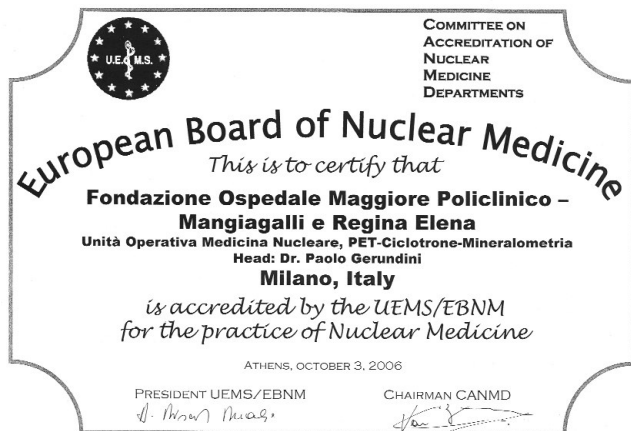 U.E.M.S.
COMMITTEE ON
ACCREDITATION OF
NUCLEAR
MEDICINE
DEPARTMENTS
European Board of Nuclear Medicine
This is to certify that
Fondazione Ospedale Maggiore Policlinico –
Mangiagalli e Regina Elena
Unità Operativa Medicina Nucleare, PET-Ciclotrone-Mineralometria
Head: Dr. Paolo Gerundini
Milano, Italy
is accredited by the UEMS/EBNM
for the practice of Nuclear Medicine
ATHENS, OCTOBER 3, 2006
PRESIDENT UEMS/EBNM
CHAIRMAN CANMD